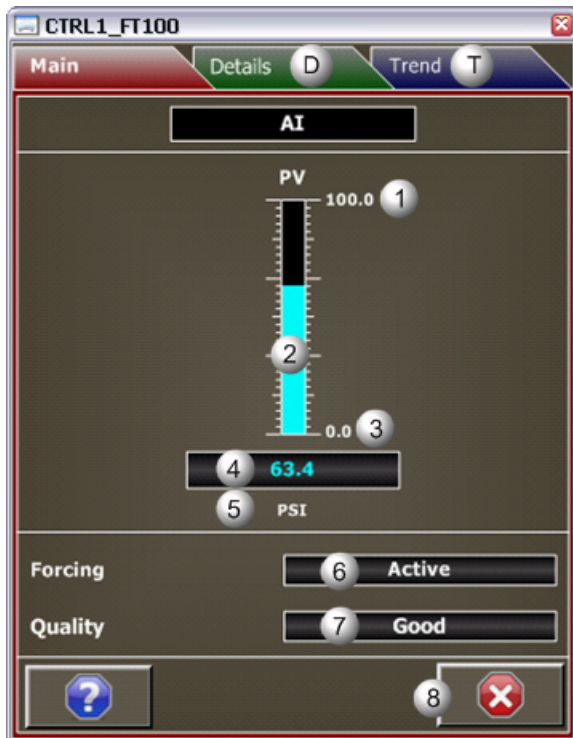 CTRL1_FT100
Main Details D Trend T
AI
PV
100.0 1
2
0.0 3
4 63.4
5 PSI
Forcing 6 Active
Quality 7 Good
? 8